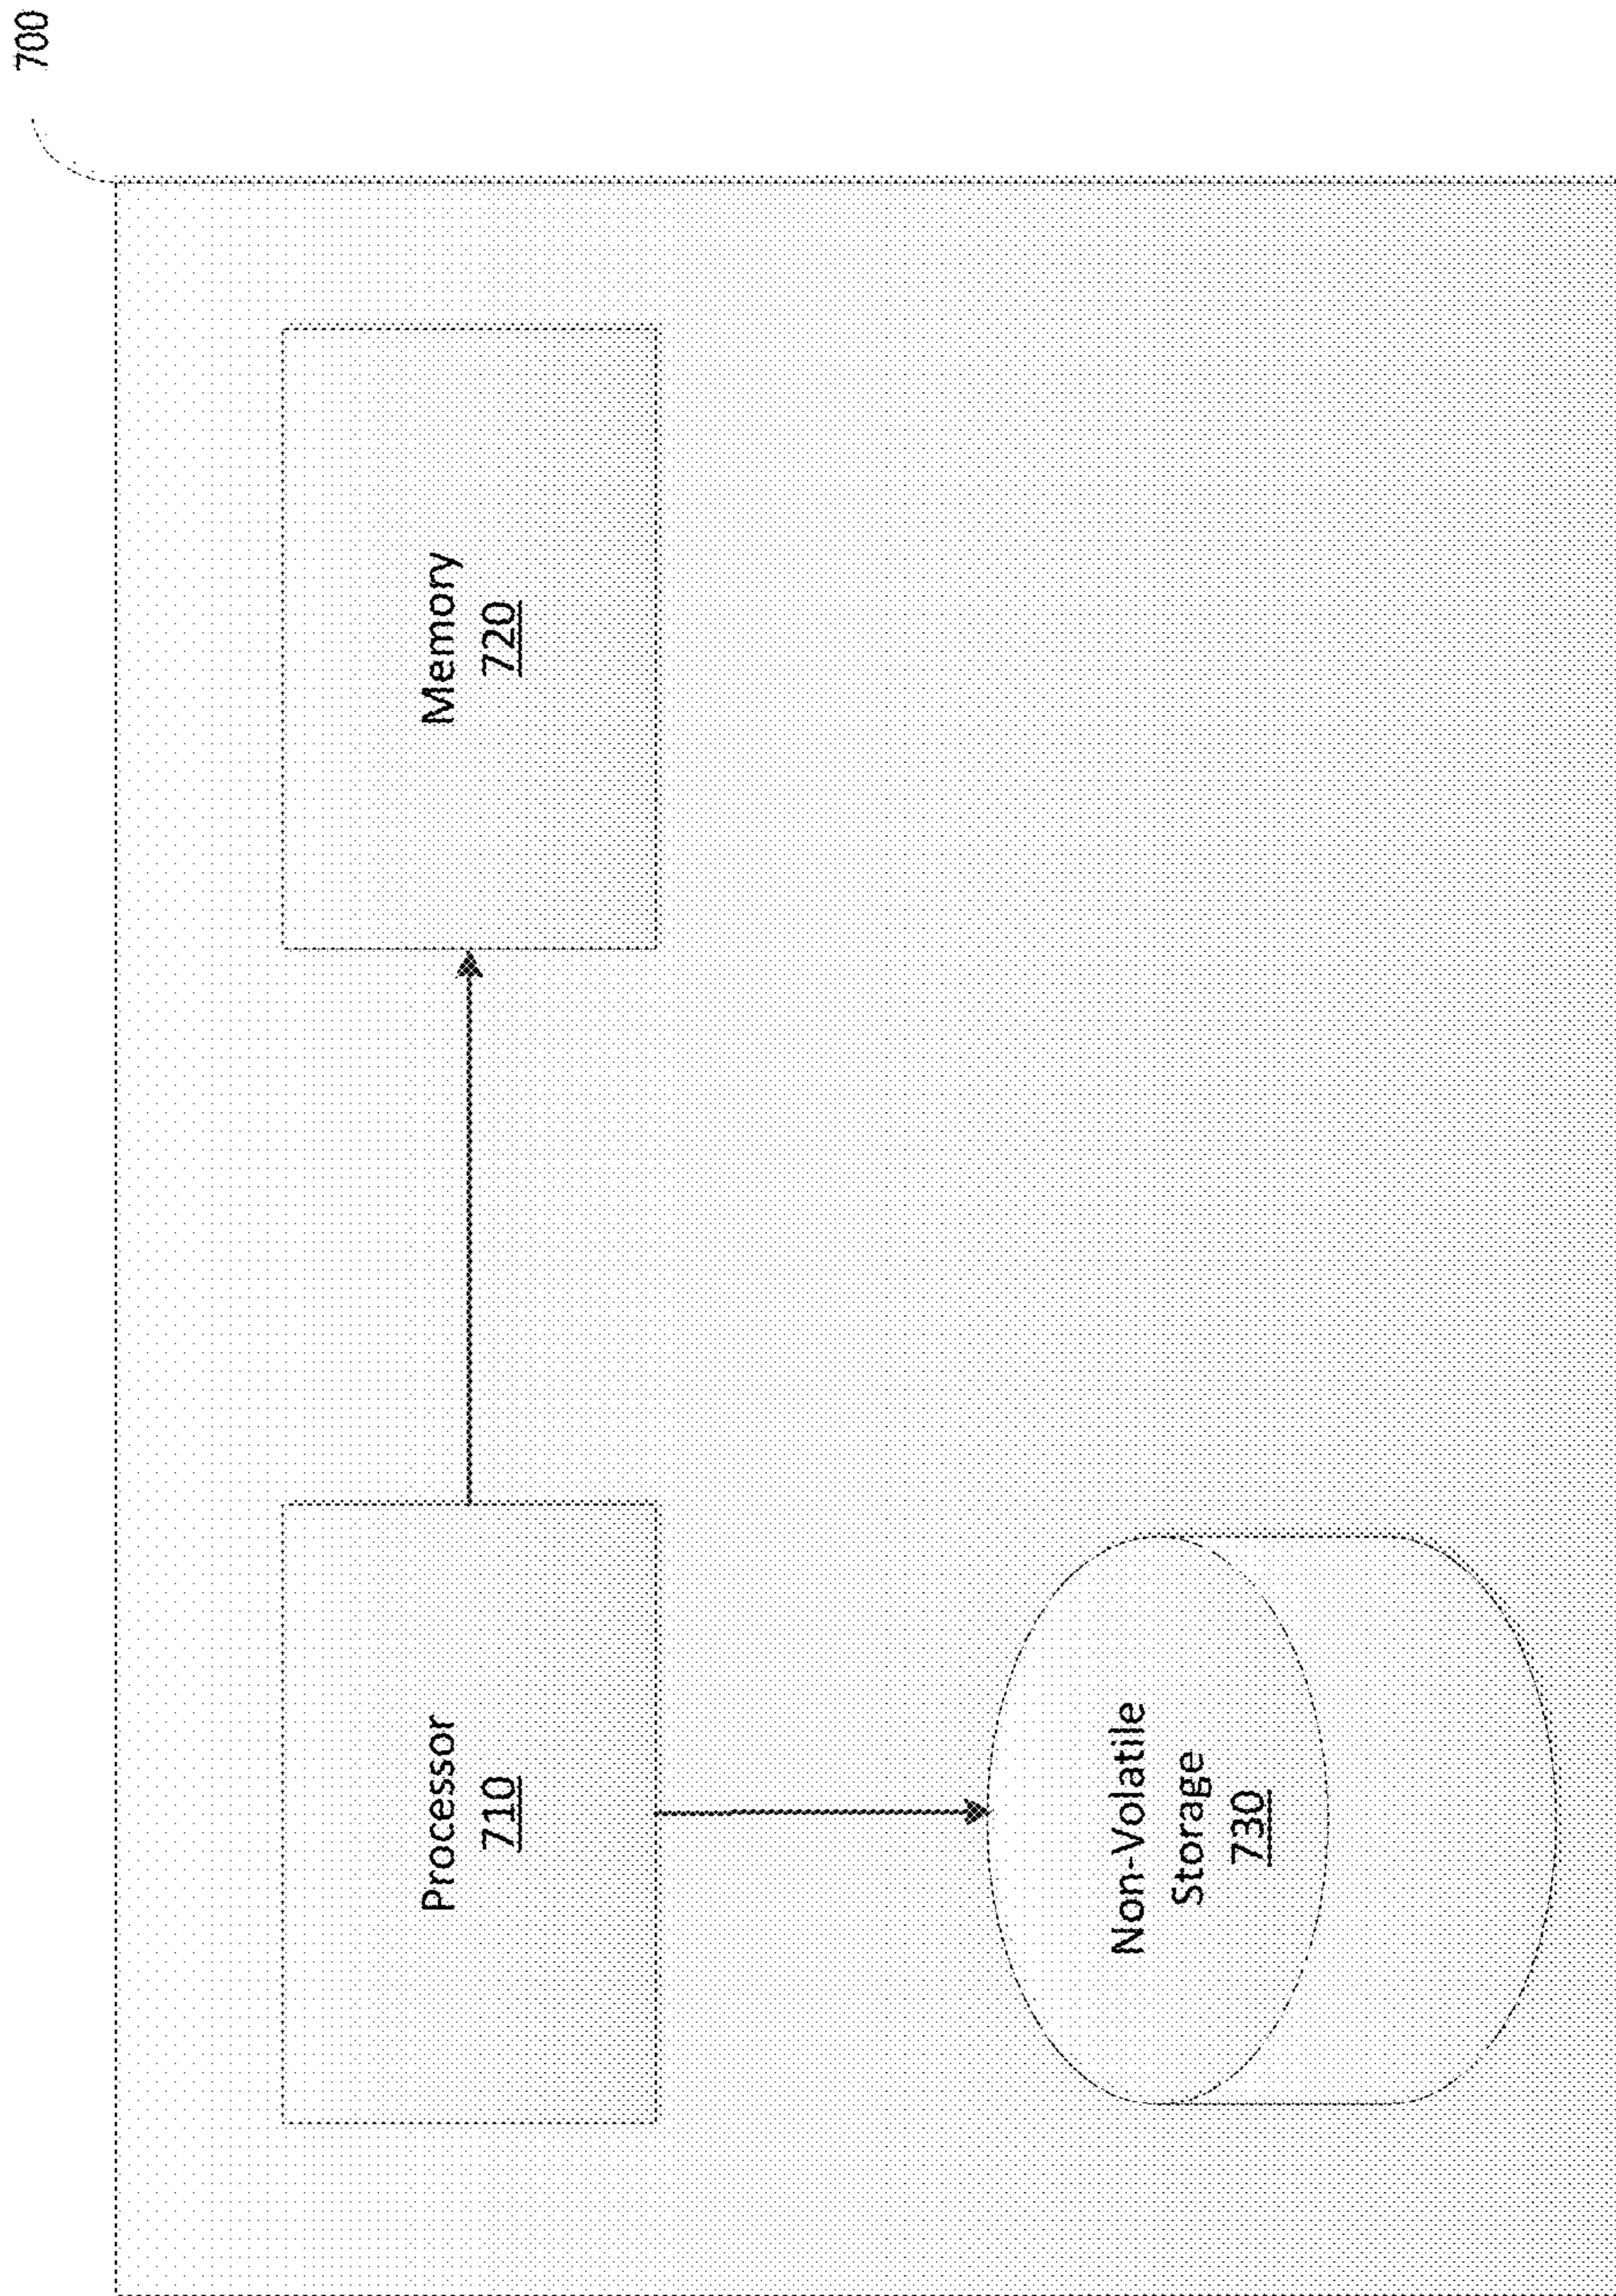 700
Processor
710
Memory
720
Non-Volatile
Storage
730